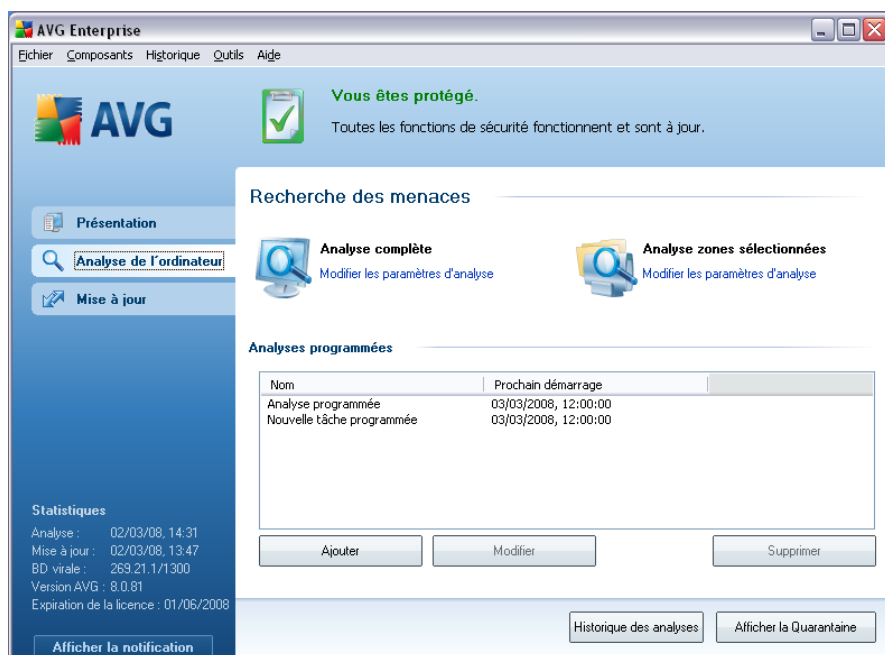 AVG Enterprise
Fichier Composants Historique Outils Aide
AVG
Vous êtes protégé.
Toutes les fonctions de sécurité fonctionnent et sont à jour.
Présentation
Analyse de l'ordinateur
Mise à jour
Recherche des menaces
Analyse complète
Modifier les paramètres d'analyse
Analyse zones sélectionnées
Modifier les paramètres d'analyse
Analyses programmées
Nom Prochain démarrage
Analyse programmée 03/03/2008, 12:00:00
Nouvelle tâche programmée 03/03/2008, 12:00:00
Ajouter Modifier Supprimer
Statistiques
Analyse : 02/03/08, 14:31
Mise à jour : 02/03/08, 13:47
BD virale : 269.21.1/1300
Version AVG : 8.0.81
Expiration de la licence : 01/06/2008
Afficher la notification
Historique des analyses Afficher la Quarantaine